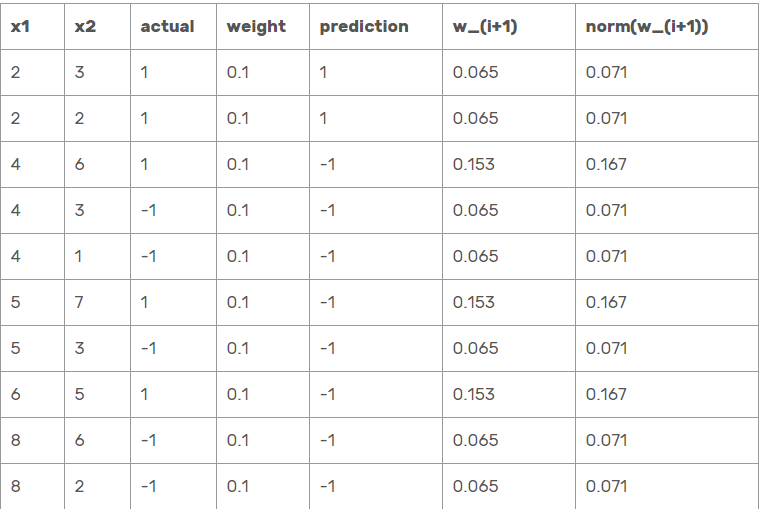 x1 x2 actual weight prediction w_(i+1) norm(w_(i+1))
2 3 1 0.1 1 0.065 0.071
2 2 1 0.1 1 0.065 0.071
4 6 1 0.1 -1 0.153 0.167
4 3 -1 0.1 -1 0.065 0.071
4 1 -1 0.1 -1 0.065 0.071
5 7 1 0.1 -1 0.153 0.167
5 3 -1 0.1 -1 0.065 0.071
6 5 1 0.1 -1 0.153 0.167
8 6 -1 0.1 -1 0.065 0.071
8 2 -1 0.1 -1 0.065 0.071